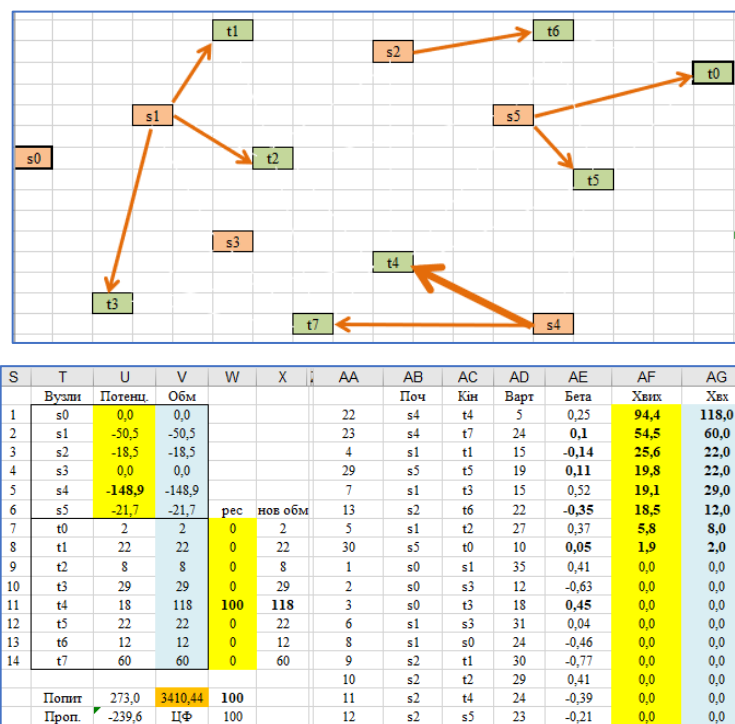 t1
t6
s2
t0
s1
s5
s0
t2
t5
s3
t4
t3
t7
s4
S T U V W X AA AB AC AD AE AF AG
Вузли Потенц. Обм Поч Кін Варт Бета Xвих Xвх
1 s0 0,0 0,0 22 s4 t4 5 0,25 94,4 118,0
2 s1 -50,5 -50,5 23 s4 t7 24 0,1 54,5 60,0
3 s2 -18,5 -18,5 4 s1 t1 15 -0,14 25,6 22,0
4 s3 0,0 0,0 29 s5 t5 19 0,11 19,8 22,0
5 s4 -148,9 -148,9 7 s1 t3 15 0,52 19,1 29,0
6 s5 -21,7 -21,7 рес нов обм 13 s2 t6 22 -0,35 18,5 12,0
7 t0 2 2 0 2 5 s1 t2 27 0,37 5,8 8,0
8 t1 22 22 0 22 30 s5 t0 10 0,05 1,9 2,0
9 t2 8 8 0 8 1 s0 s1 35 0,41 0,0 0,0
10 t3 29 29 0 29 2 s0 s3 12 -0,63 0,0 0,0
11 t4 18 118 100 118 3 s0 t3 18 0,45 0,0 0,0
12 t5 22 22 0 22 6 s1 s3 31 0,04 0,0 0,0
13 t6 12 12 0 12 8 s1 s0 24 -0,46 0,0 0,0
14 t7 60 60 0 60 9 s2 t1 30 -0,77 0,0 0,0
10 s2 t2 29 0,41 0,0 0,0
Попит 273,0 3410,44 100 11 s2 t4 24 -0,39 0,0 0,0
Проп. -239,6 ЦФ 100 12 s2 s5 23 -0,21 0,0 0,0